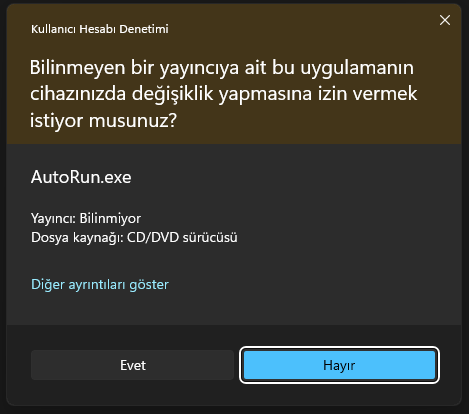 Kullanıcı Hesabı Denetimi
Bilinmeyen bir yayıncıya ait bu uygulamanın
cihazınızda değişiklik yapmasına izin vermek
istiyor musunuz?
AutoRun.exe
Yayıncı: Bilinmiyor
Dosya kaynağı: CD/DVD sürücüsü
Diğer ayrıntıları göster
Evet
Hayır